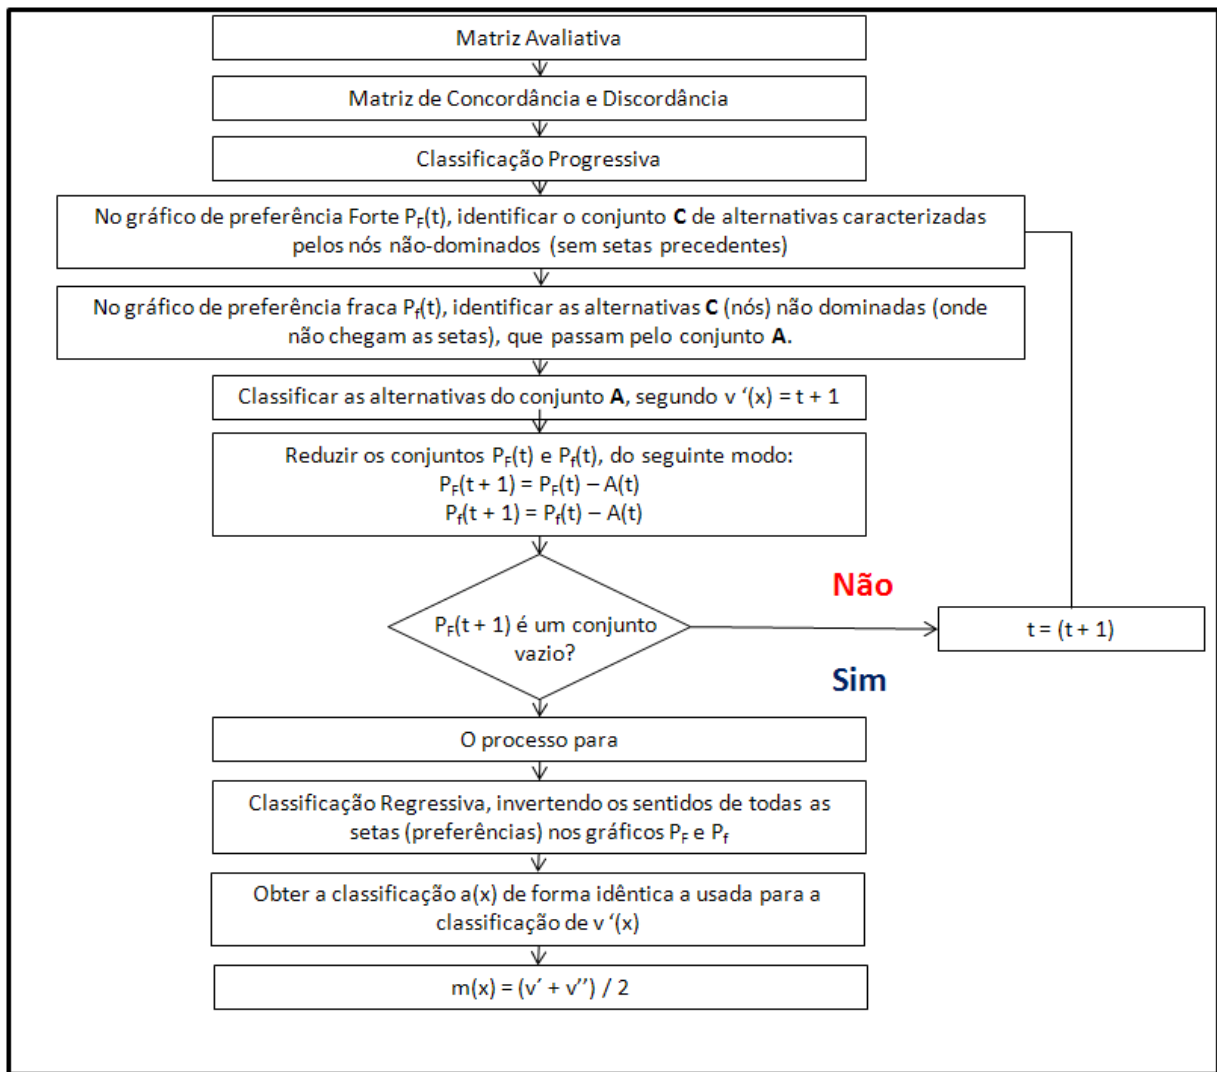 Matriz Avaliativa
Matriz de Concordância e Discordância
Classificação Progressiva
No gráfico de preferência Forte P_F(t), identificar o conjunto C de alternativas caracterizadas
pelos nós não-dominados (sem setas precedentes)
No gráfico de preferência fraca P_f(t), identificar as alternativas C (nós) não dominadas (onde
não chegam as setas), que passam pelo conjunto A.
Classificar as alternativas do conjunto A, segundo v ‘(x) = t + 1
Reduzir os conjuntos P_F(t) e P_f(t), do seguinte modo:
P_F(t + 1) = P_F(t) – A(t)
P_f(t + 1) = P_f(t) – A(t)
Não
P_F(t + 1) é um conjunto
vazio?
t = (t + 1)
Sim
O processo para
Classificação Regressiva, invertendo os sentidos de todas as
setas (preferências) nos gráficos P_F e P_f
Obter a classificação a(x) de forma idêntica a usada para a
classificação de v ‘(x)
m(x) = (v´ + v’’) / 2